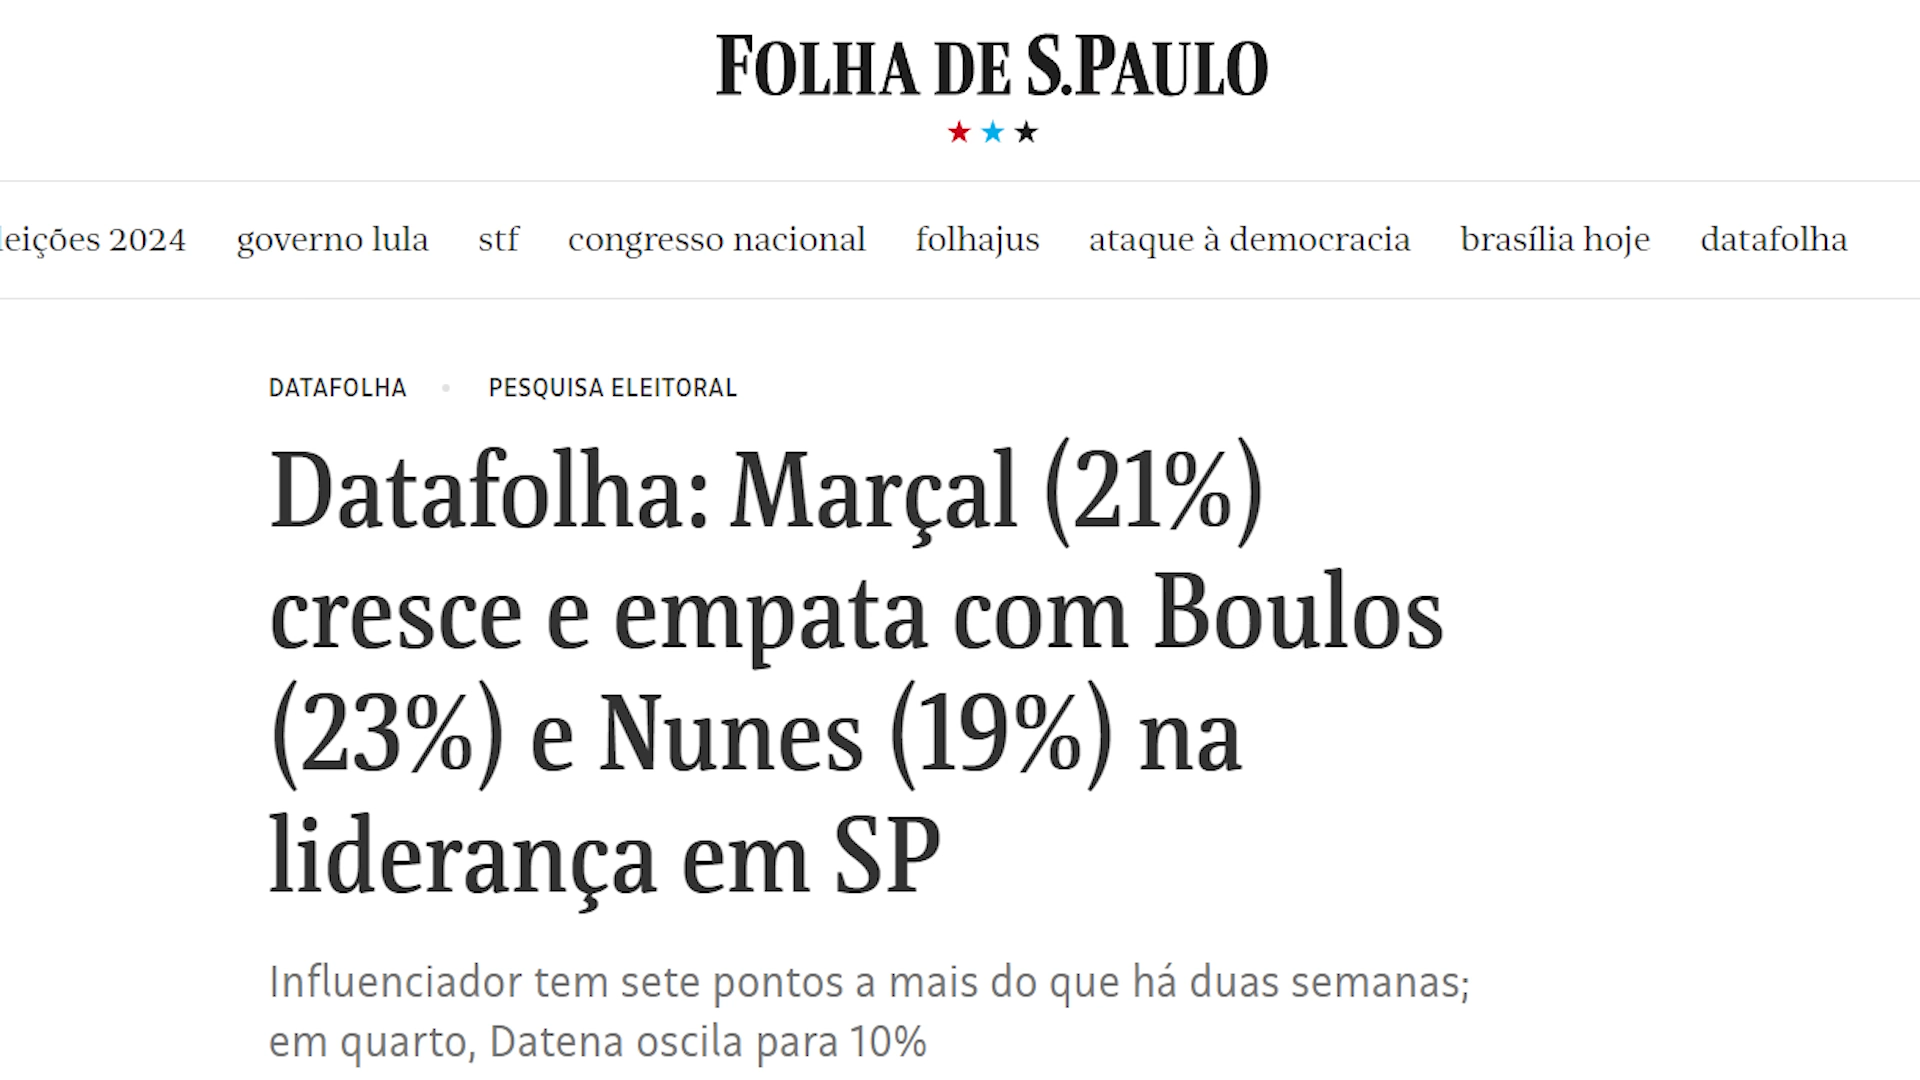 FOLHA DE S.PAULO
leições 2024 governo lula stf congresso nacional folhajus ataque à democracia brasília hoje datafolha
DATAFOLHA • PESQUISA ELEITORAL
Datafolha: Marçal (21%)
cresce e empata com Boulos
(23%) e Nunes (19%) na
liderança em SP
Influenciador tem sete pontos a mais do que há duas semanas;
em quarto, Datena oscila para 10%